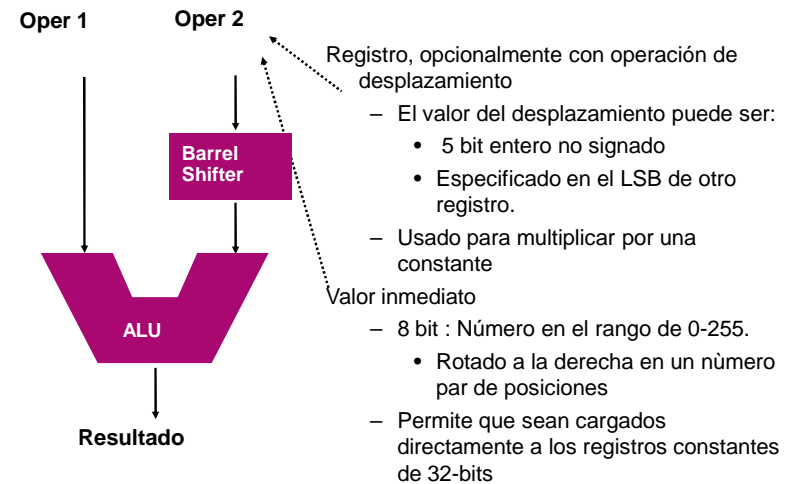 Oper 1
Oper 2
Barrel
Shifter
ALU
Resultado
Registro, opcionalmente con operación de
desplazamiento
– El valor del desplazamiento puede ser:
• 5 bit entero no signado
• Especificado en el LSB de otro
registro.
– Usado para multiplicar por una
constante
Valor inmediato
– 8 bit : Número en el rango de 0-255.
• Rotado a la derecha en un nùmero
par de posiciones
– Permite que sean cargados
directamente a los registros constantes
de 32-bits